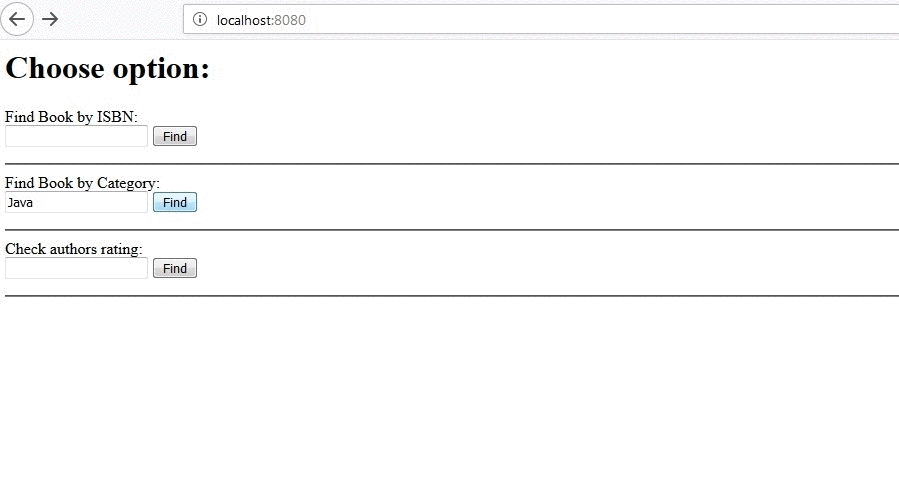 localhost:8080
Choose option:
Find Book by ISBN:
Find
Find Book by Category:
Java Find
Check authors rating:
Find